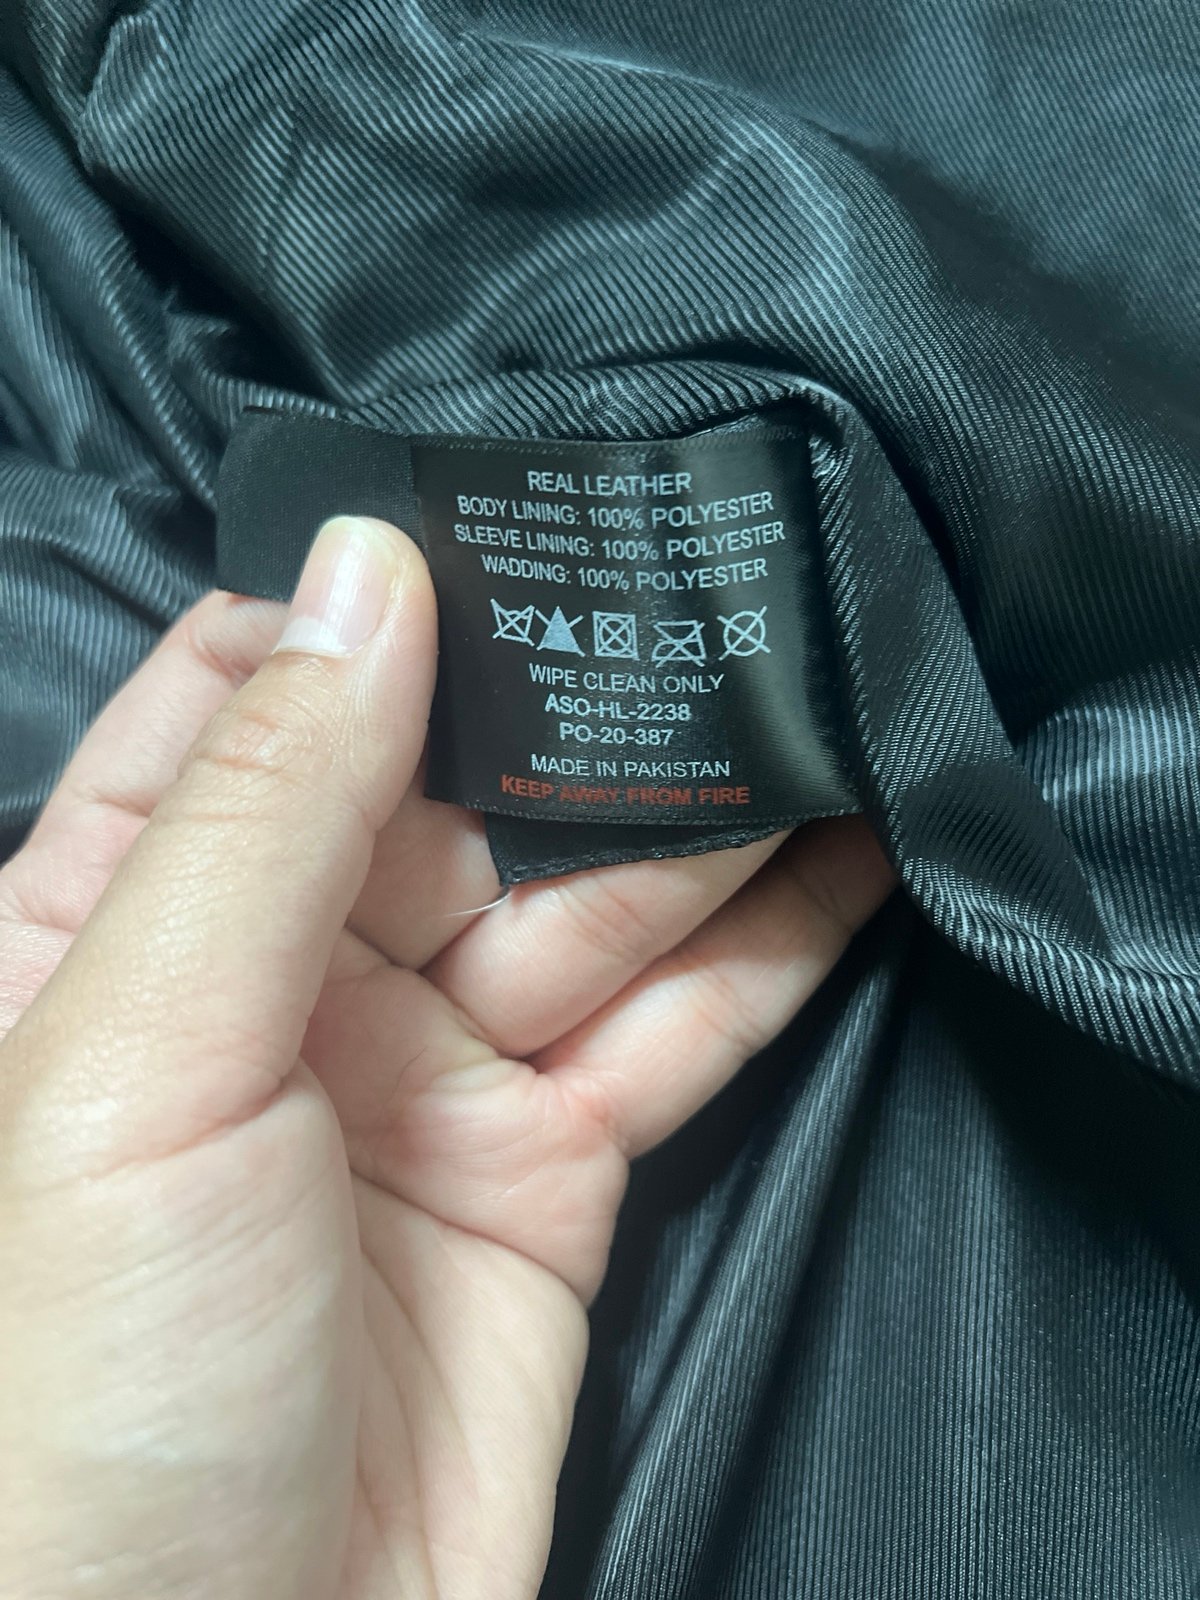 REAL LEATHER
BODY LINING: 100% POLYESTER
SLEEVE LINING: 100% POLYESTER
WADDING: 100% POLYESTER
WIPE CLEAN ONLY
ASO-HL-2238
PO-20-387
MADE IN PAKISTAN
KEEP AWAY FROM FIRE